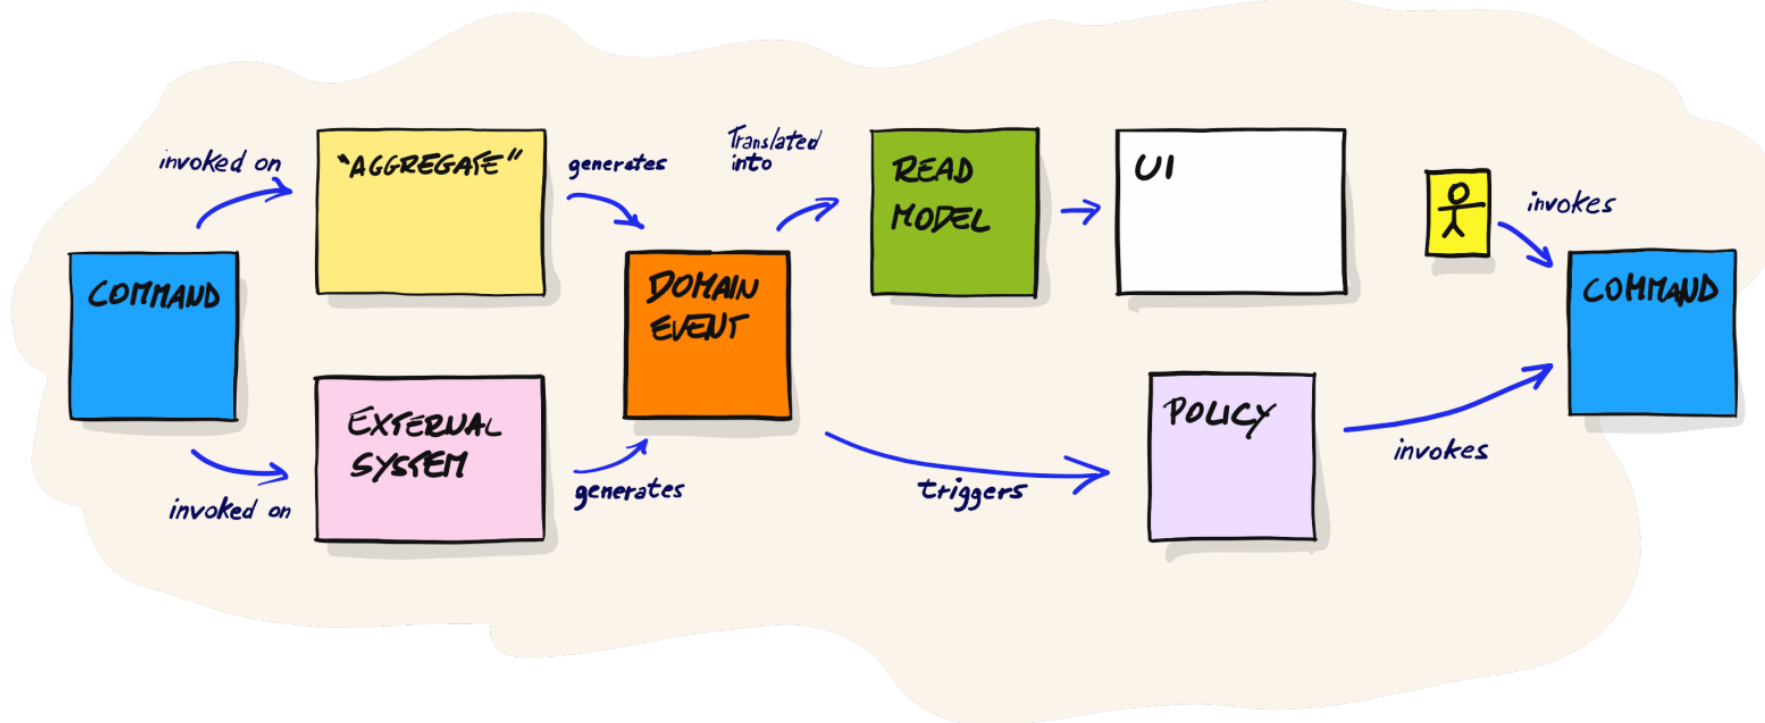 invoked on
"AGGREGATE"
generates
Translated
into
READ
MODEL
UI
invokes
COMMAND
DOMAIN
EVENT
COMMAND
EXTERNAL
SYSTEM
POLICY
invoked on
generates
triggers
invokes